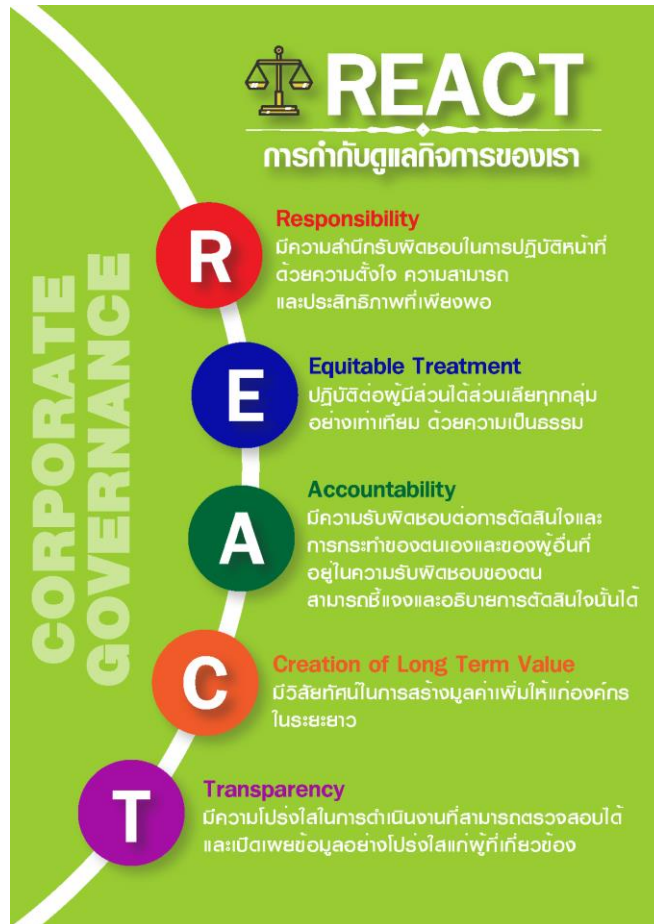 REACT
การกำกับดูแลกิจการของเรา
CORPORATE
GOVERNANCE
R
Responsibility
มีความสำนึกรับผิดชอบในการปฏิบัติหน้าที่
ด้วยความตั้งใจ ความสามารถ
และประสิทธิภาพที่เพียงพอ
E
Equitable Treatment
ปฏิบัติต่อผู้มีส่วนได้ส่วนเสียทุกกลุ่ม
อย่างเท่าเทียม ด้วยความเป็นธรรม
A
Accountability
มีความรับผิดชอบต่อการตัดสินใจและ
การกระทำของตนเองและของผู้อื่นที่
อยู่ในความรับผิดชอบของตน
สามารถชี้แจงและอธิบายการตัดสินใจนั้นได้
C
Creation of Long Term Value
มีวิสัยทัศน์ในการสร้างมูลค่าเพิ่มให้แก่องค์กร
ในระยะยาว
T
Transparency
มีความโปร่งใสในการดำเนินงานที่สามารถตรวจสอบได้
และเปิดเผยข้อมูลอย่างโปร่งใสแก่ผู้ที่เกี่ยวข้อง